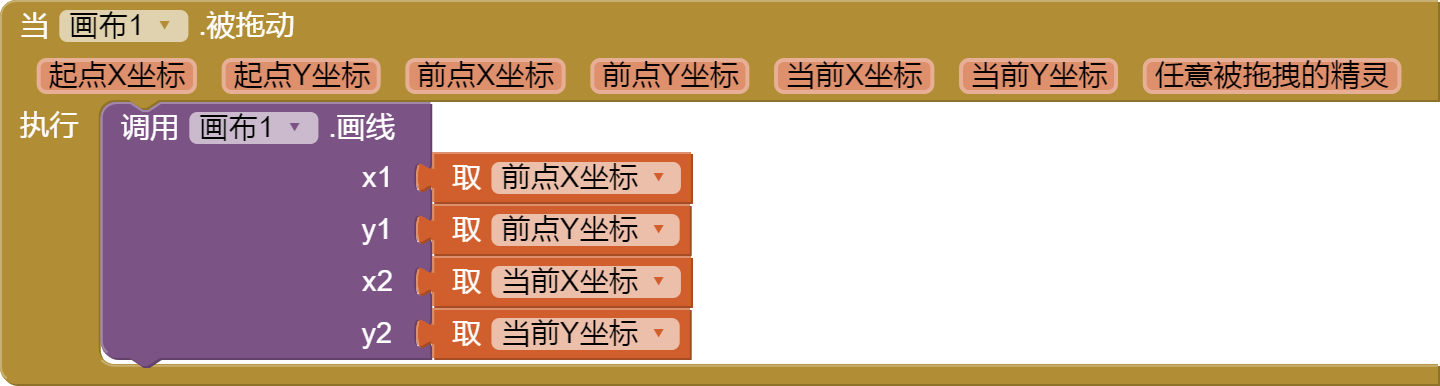 当 画布1 .被拖动
起点X坐标 起点Y坐标 前点X坐标 前点Y坐标 当前X坐标 当前Y坐标 任意被拖拽的精灵
执行 调用 画布1 .画线
x1 取 前点X坐标
y1 取 前点Y坐标
x2 取 当前X坐标
y2 取 当前Y坐标